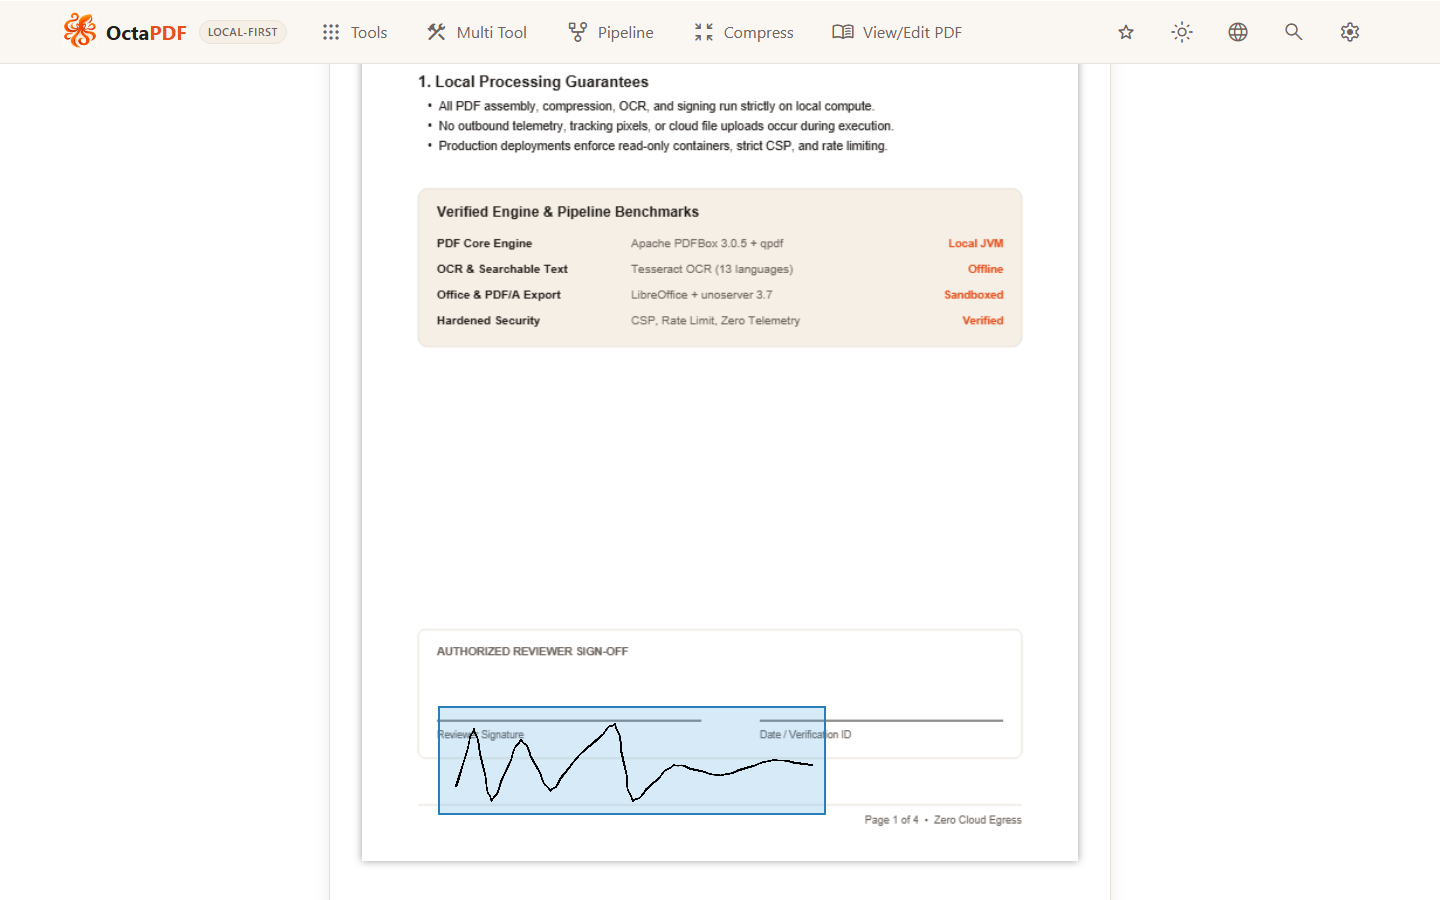 OctaPDF LOCAL-FIRST Tools Multi Tool Pipeline Compress View/Edit PDF
1. Local Processing Guarantees
• All PDF assembly, compression, OCR, and signing run strictly on local compute.
• No outbound telemetry, tracking pixels, or cloud file uploads occur during execution.
• Production deployments enforce read-only containers, strict CSP, and rate limiting.
Verified Engine & Pipeline Benchmarks
PDF Core Engine Apache PDFBox 3.0.5 + qpdf Local JVM
OCR & Searchable Text Tesseract OCR (13 languages) Offline
Office & PDF/A Export LibreOffice + unoserver 3.7 Sandboxed
Hardened Security CSP, Rate Limit, Zero Telemetry Verified
AUTHORIZED REVIEWER SIGN-OFF
Reviewer Signature Date / Verification ID
Page 1 of 4 • Zero Cloud Egress